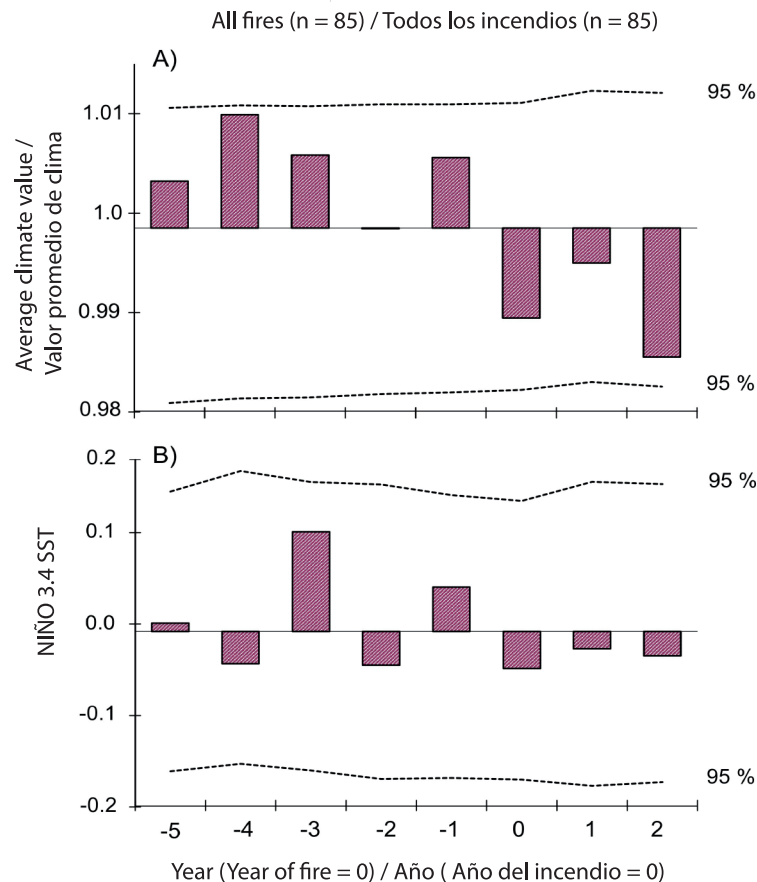 All fires (n = 85) / Todos los incendios (n = 85)
A)
Average climate value /
Valor promedio de clima
1.01
1.0
0.99
0.98
95 %
95 %
B)
NIÑO 3.4 SST
0.2
0.1
0.0
-0.1
-0.2
95 %
95 %
-5 -4 -3 -2 -1 0 1 2
Year (Year of fire = 0) / Año ( Año del incendio = 0)